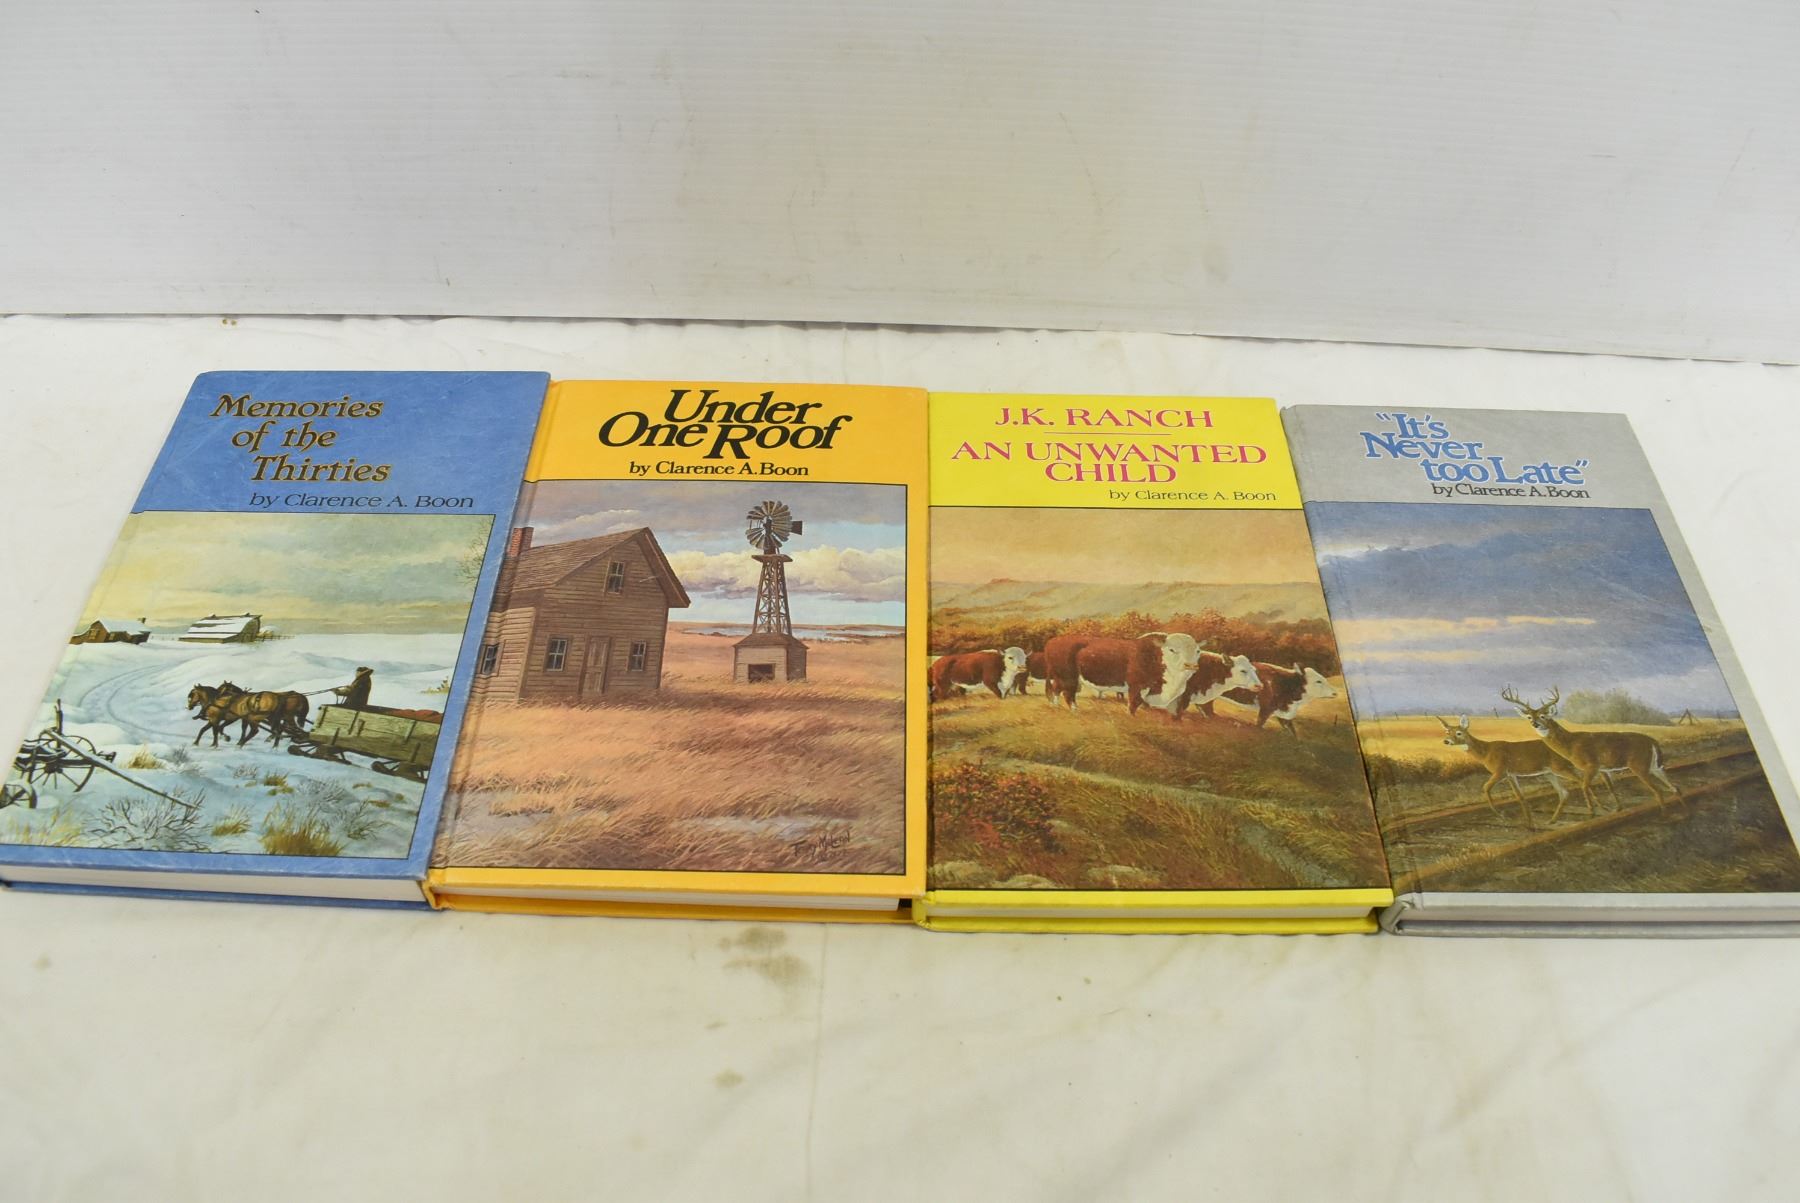 Memories
of the
Thirties
by Clarence A. Boon
Under
One Roof
by Clarence A. Boon
J.K. RANCH
AN UNWANTED
CHILD
by Clarence A. Boon
"It's
Never
too Late"
by Clarence A. Boon